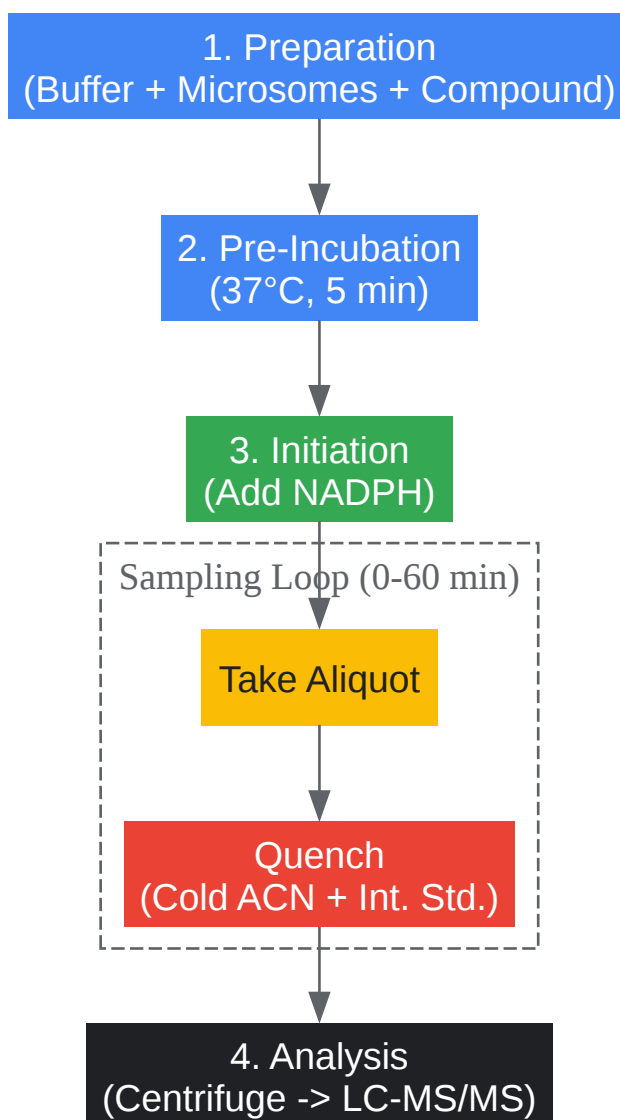 1. Preparation
(Buffer + Microsomes + Compound)
2. Pre-Incubation
(37°C, 5 min)
3. Initiation
(Add NADPH)
Sampling Loop (0-60 min)
Take Aliquot
Quench
(Cold ACN + Int. Std.)
4. Analysis
(Centrifuge -> LC-MS/MS)